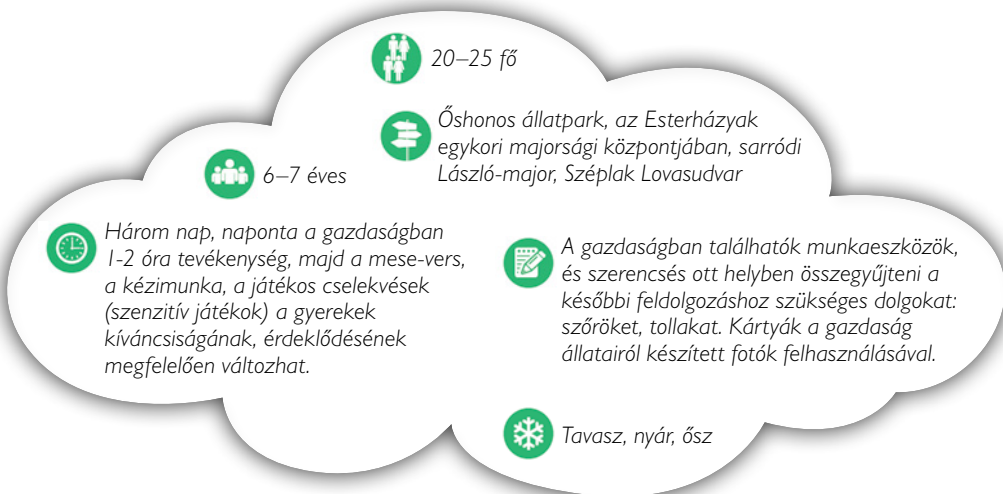 20–25 fő
Őshonos állatpark, az Esterházyak
egykori majorsági központjában, sarródi
László-major, Széplak Lovasudvar
6–7 éves
Három nap, naponta a gazdaságban
1-2 óra tevékenység, majd a mese-vers,
a kézimunka, a játékos cselekvések
(szenzitív játékok) a gyerekek
kíváncsiságának, érdeklődésének
megfelelően változhat.
A gazdaságban találhatók munkaeszközök,
és szerencsés ott helyben összegyűjteni a
későbbi feldolgozáshoz szükséges dolgokat:
szőröket, tollakat. Kártyák a gazdaság
állatairól készített fotók felhasználásával.
Tavasz, nyár, ősz